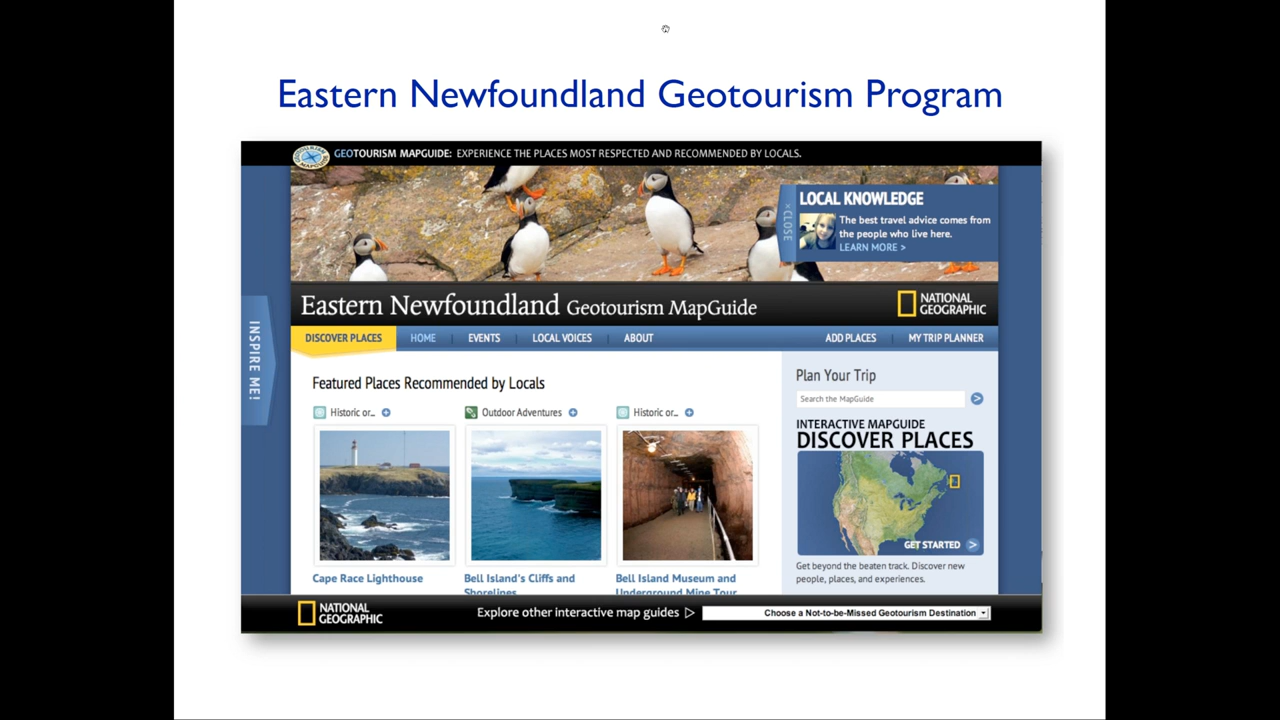 Eastern Newfoundland Geotourism Program
GEOTOURISM MAPGUIDE: EXPERIENCE THE PLACES MOST RESPECTED AND RECOMMENDED BY LOCALS.
× CLOSE
LOCAL KNOWLEDGE
The best travel advice comes from
the people who live here.
LEARN MORE >
Eastern Newfoundland Geotourism MapGuide
NATIONAL
GEOGRAPHIC
INSPIRE ME!
DISCOVER PLACES HOME EVENTS LOCAL VOICES ABOUT ADD PLACES MY TRIP PLANNER
Featured Places Recommended by Locals
Historic or... Outdoor Adventures Historic or...
Cape Race Lighthouse
Bell Island's Cliffs and
Shorelines
Bell Island Museum and
Underground Mine Tour
Plan Your Trip
Search the MapGuide
INTERACTIVE MAPGUIDE
DISCOVER PLACES
GET STARTED >
Get beyond the beaten track. Discover new
people, places, and experiences.
NATIONAL
GEOGRAPHIC
Explore other interactive map guides
Choose a Not-to-be-Missed Geotourism Destination